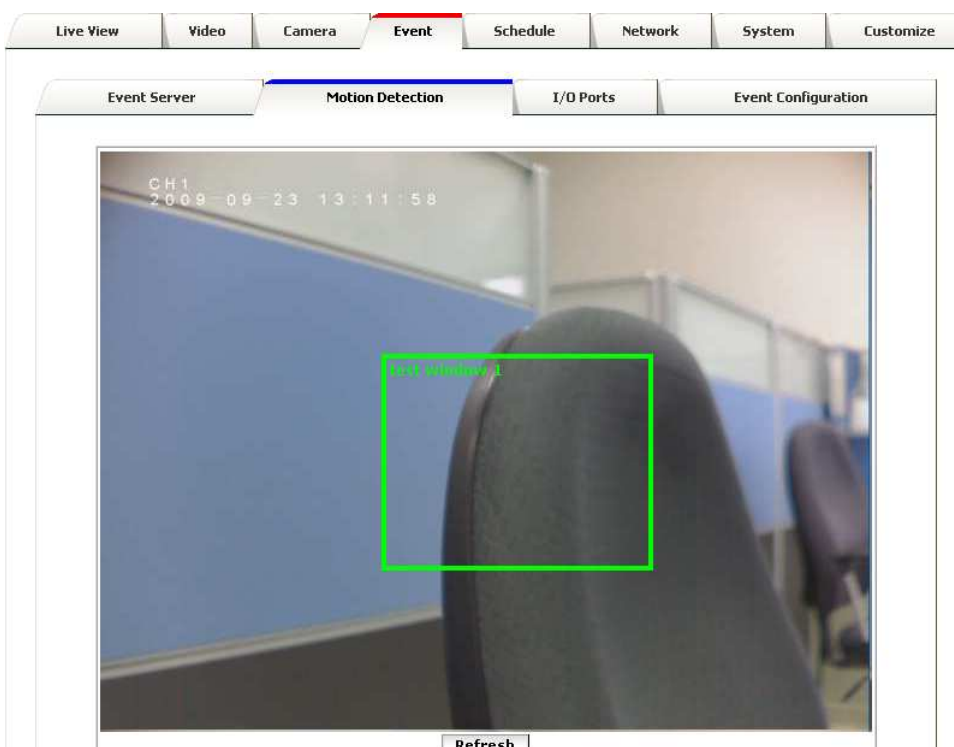 Live View Video Camera Event Schedule Network System Customize
Event Server Motion Detection I/O Ports Event Configuration
CH1
2009-09-23 13:11:58
test window 1
Refresh